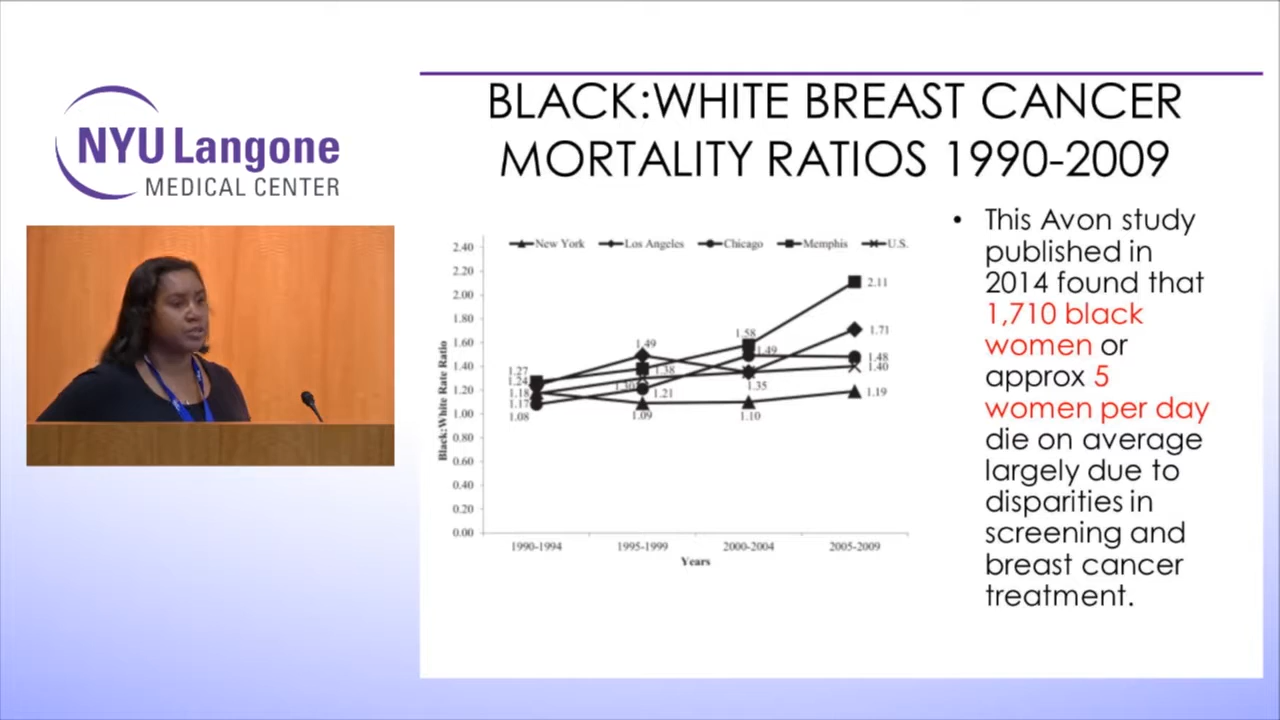 NYU Langone
MEDICAL CENTER
BLACK:WHITE BREAST CANCER
MORTALITY RATIOS 1990-2009
• This Avon study
published in
2014 found that
1,710 black
women or
approx 5
women per day
die on average
largely due to
disparities in
screening and
breast cancer
treatment.
New York Los Angeles Chicago Memphis U.S.
Black:White Rate Ratio
2.40
2.20
2.00
1.80
1.60
1.40
1.20
1.00
0.80
0.60
0.40
0.20
0.00
1.27
1.24
1.18
1.17
1.08
1.49
1.38
1.21
1.09
1.58
1.49
1.35
1.10
2.11
1.71
1.48
1.40
1.19
1990-1994 1995-1999 2000-2004 2005-2009
Years